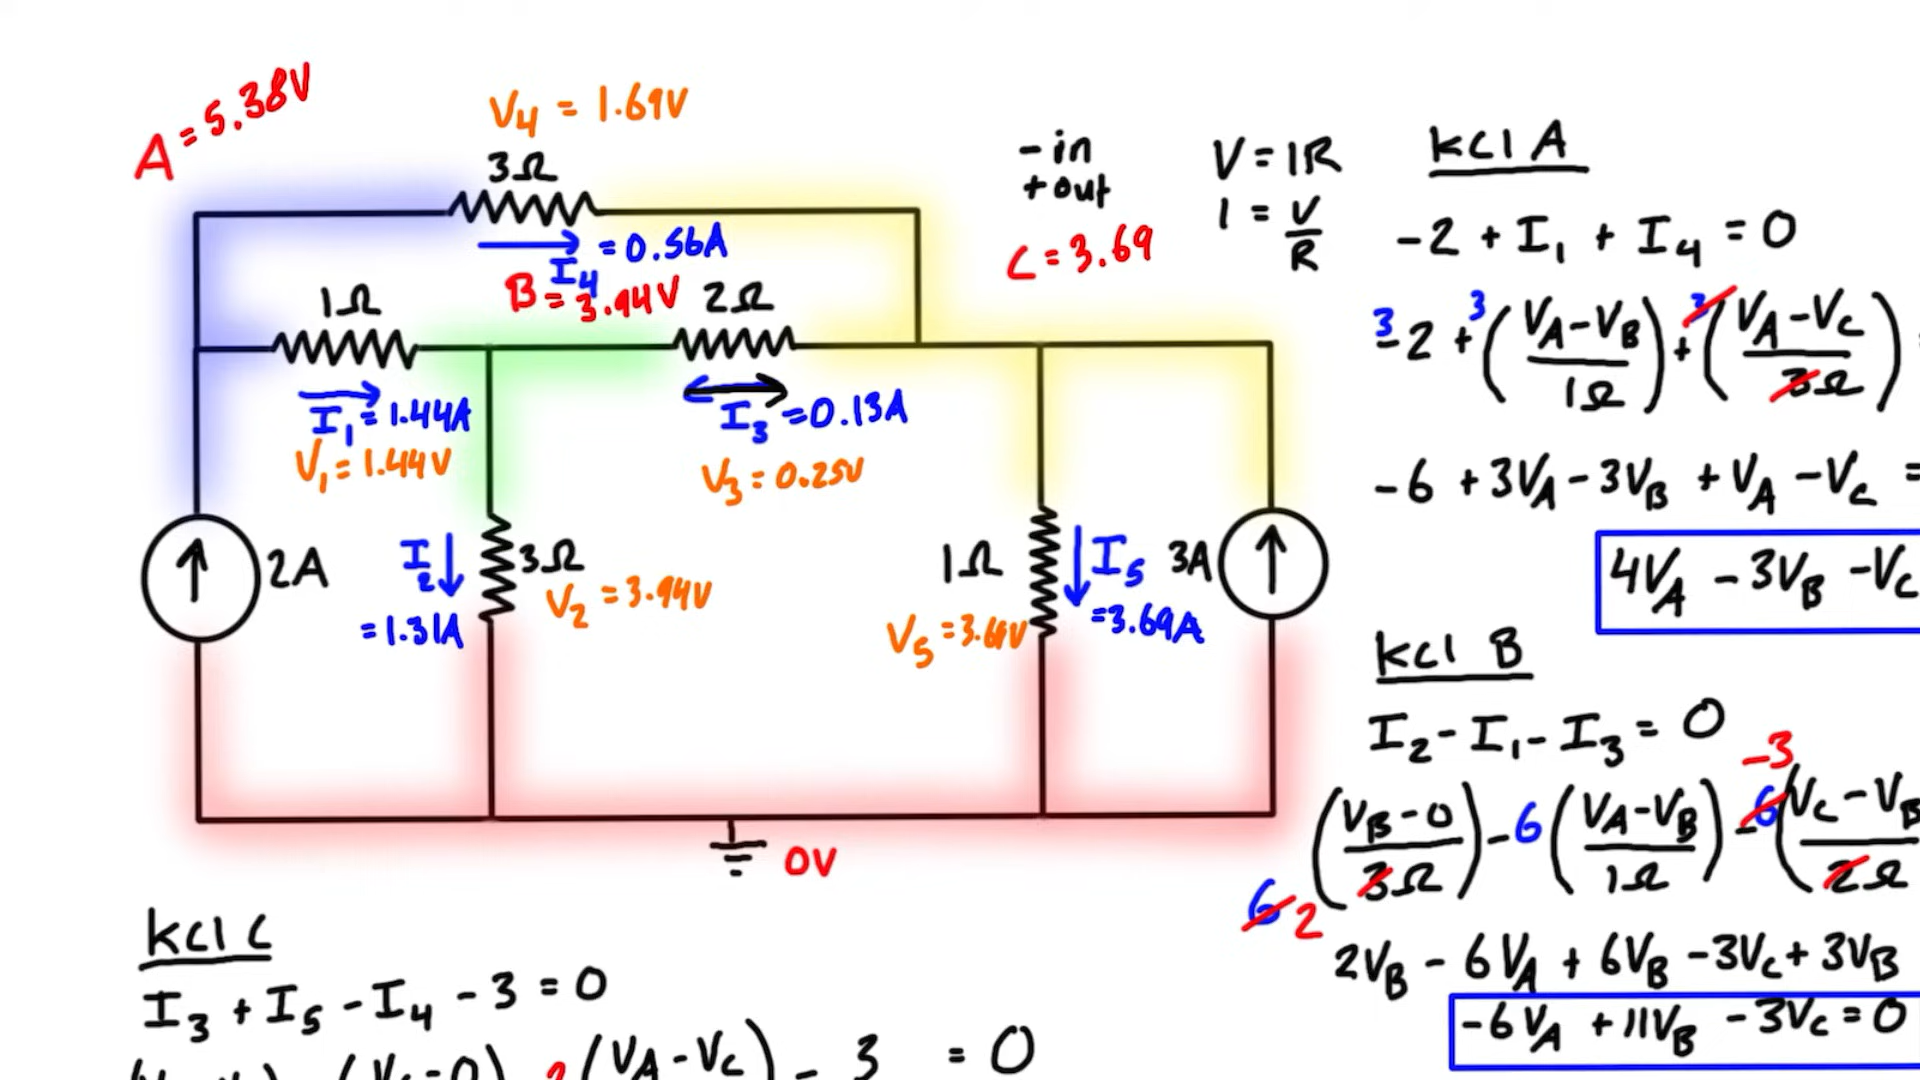 A = 5.38V
V4 = 1.69V
3Ω
I4 = 0.56A
B = 3.94V
1Ω
2Ω
I1 = 1.44A
V1 = 1.44V
I3 = 0.13A
V3 = 0.25V
2A
I2 = 1.31A
3Ω
V2 = 3.94V
1Ω
V5 = 3.69V
I5 = 3.69A
3A
0V
- in
+ out
C = 3.69
V = IR
I = V/R
KCl A
-2 + I1 + I4 = 0
3 -2 + 3 (VA - VB / 1Ω) + 3 (VA - VC / 3Ω) =
-6 + 3VA - 3VB + VA - VC =
4VA - 3VB - VC
KCl B
I2 - I1 - I3 = 0
6 2 (VB - 0 / 3Ω) - 6 (VA - VB / 1Ω) - 6 -3 (VC - VB / 2Ω
2VB - 6VA + 6VB - 3VC + 3VB
-6VA + 11VB - 3VC = 0
KCl C
I3 + I5 - I4 - 3 = 0
(VA - VC) - 3 = 0